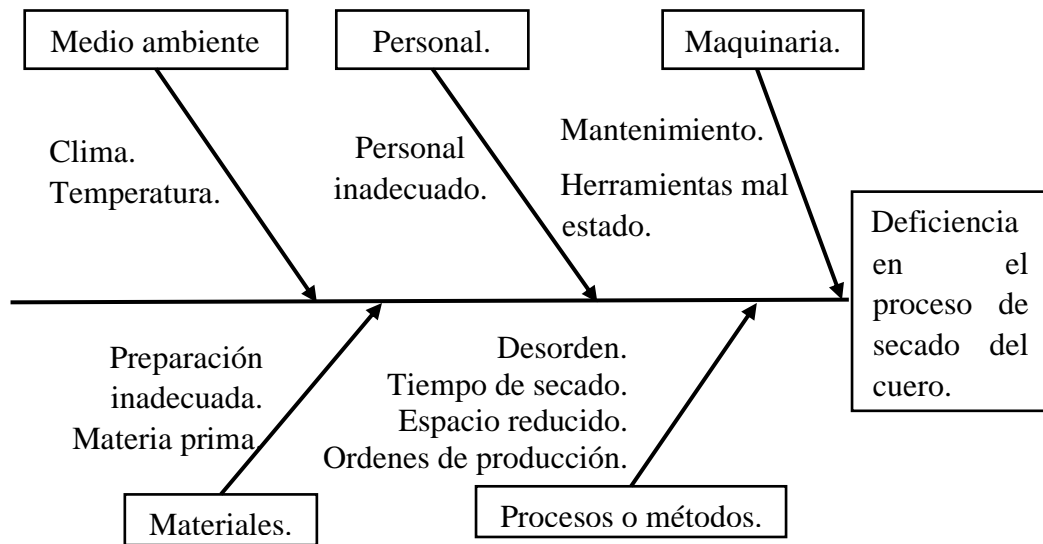 Medio ambiente
Personal.
Maquinaria.
Clima.
Temperatura.
Personal
inadecuado.
Mantenimiento.
Herramientas mal
estado.
Deficiencia
en el
proceso de
secado del
cuero.
Preparación
inadecuada.
Materia prima.
Desorden.
Tiempo de secado.
Espacio reducido.
Ordenes de producción.
Materiales.
Procesos o métodos.